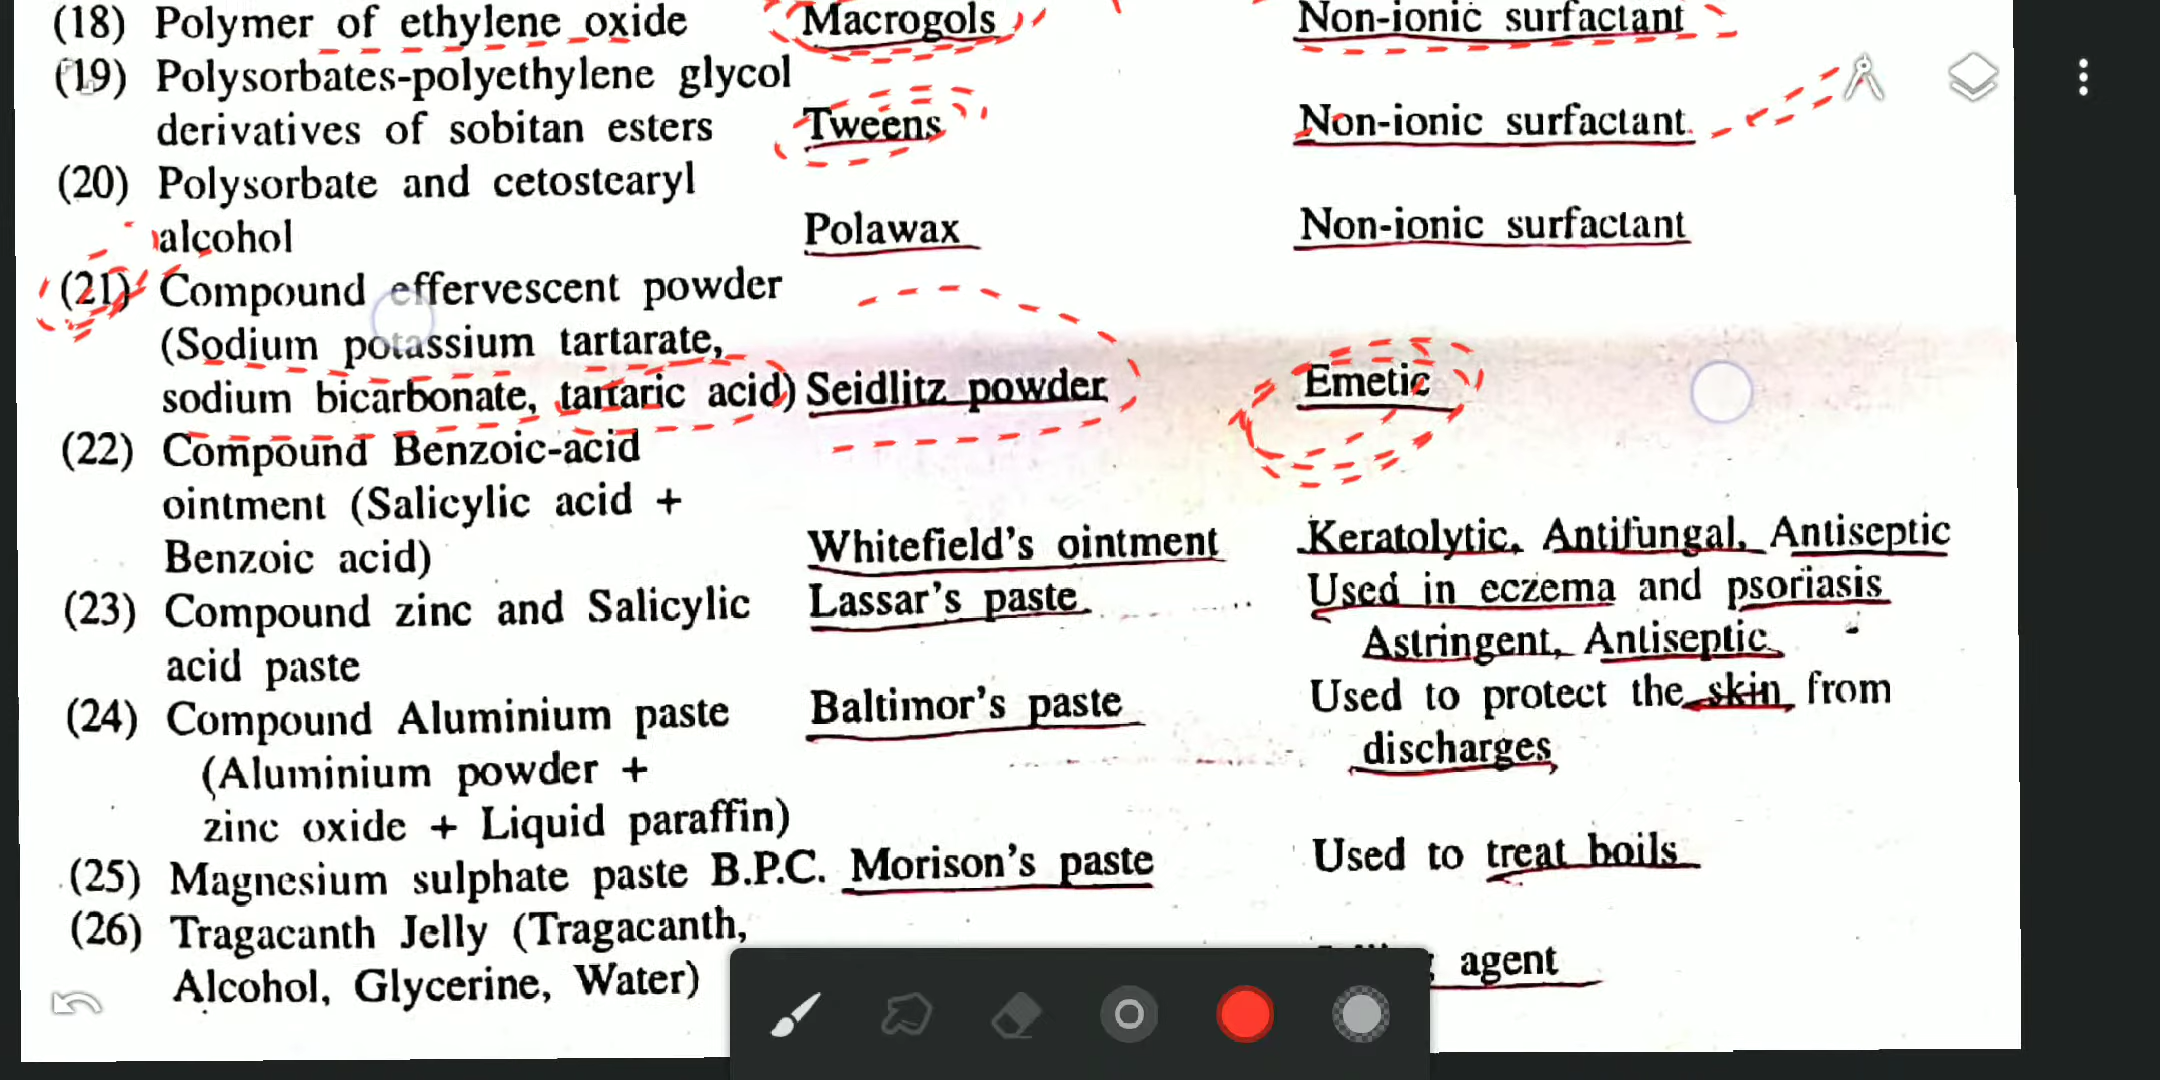 (18) Polymer of ethylene oxide Macrogols Non-ionic surfactant
(19) Polysorbates-polyethylene glycol
derivatives of sobitan esters Tweens Non-ionic surfactant
(20) Polysorbate and cetostearyl
alcohol Polawax Non-ionic surfactant
(21) Compound effervescent powder
(Sodium potassium tartarate,
sodium bicarbonate, tartaric acid) Seidlitz powder Emetic
(22) Compound Benzoic-acid
ointment (Salicylic acid +
Benzoic acid) Whitefield's ointment Keratolytic, Antifungal, Antiseptic
(23) Compound zinc and Salicylic Lassar's paste Used in eczema and psoriasis
acid paste Astringent, Antiseptic
(24) Compound Aluminium paste Baltimor's paste Used to protect the skin from
(Aluminium powder + discharges
zinc oxide + Liquid paraffin)
(25) Magnesium sulphate paste B.P.C. Morison's paste Used to treat boils
(26) Tragacanth Jelly (Tragacanth,
Alcohol, Glycerine, Water) agent